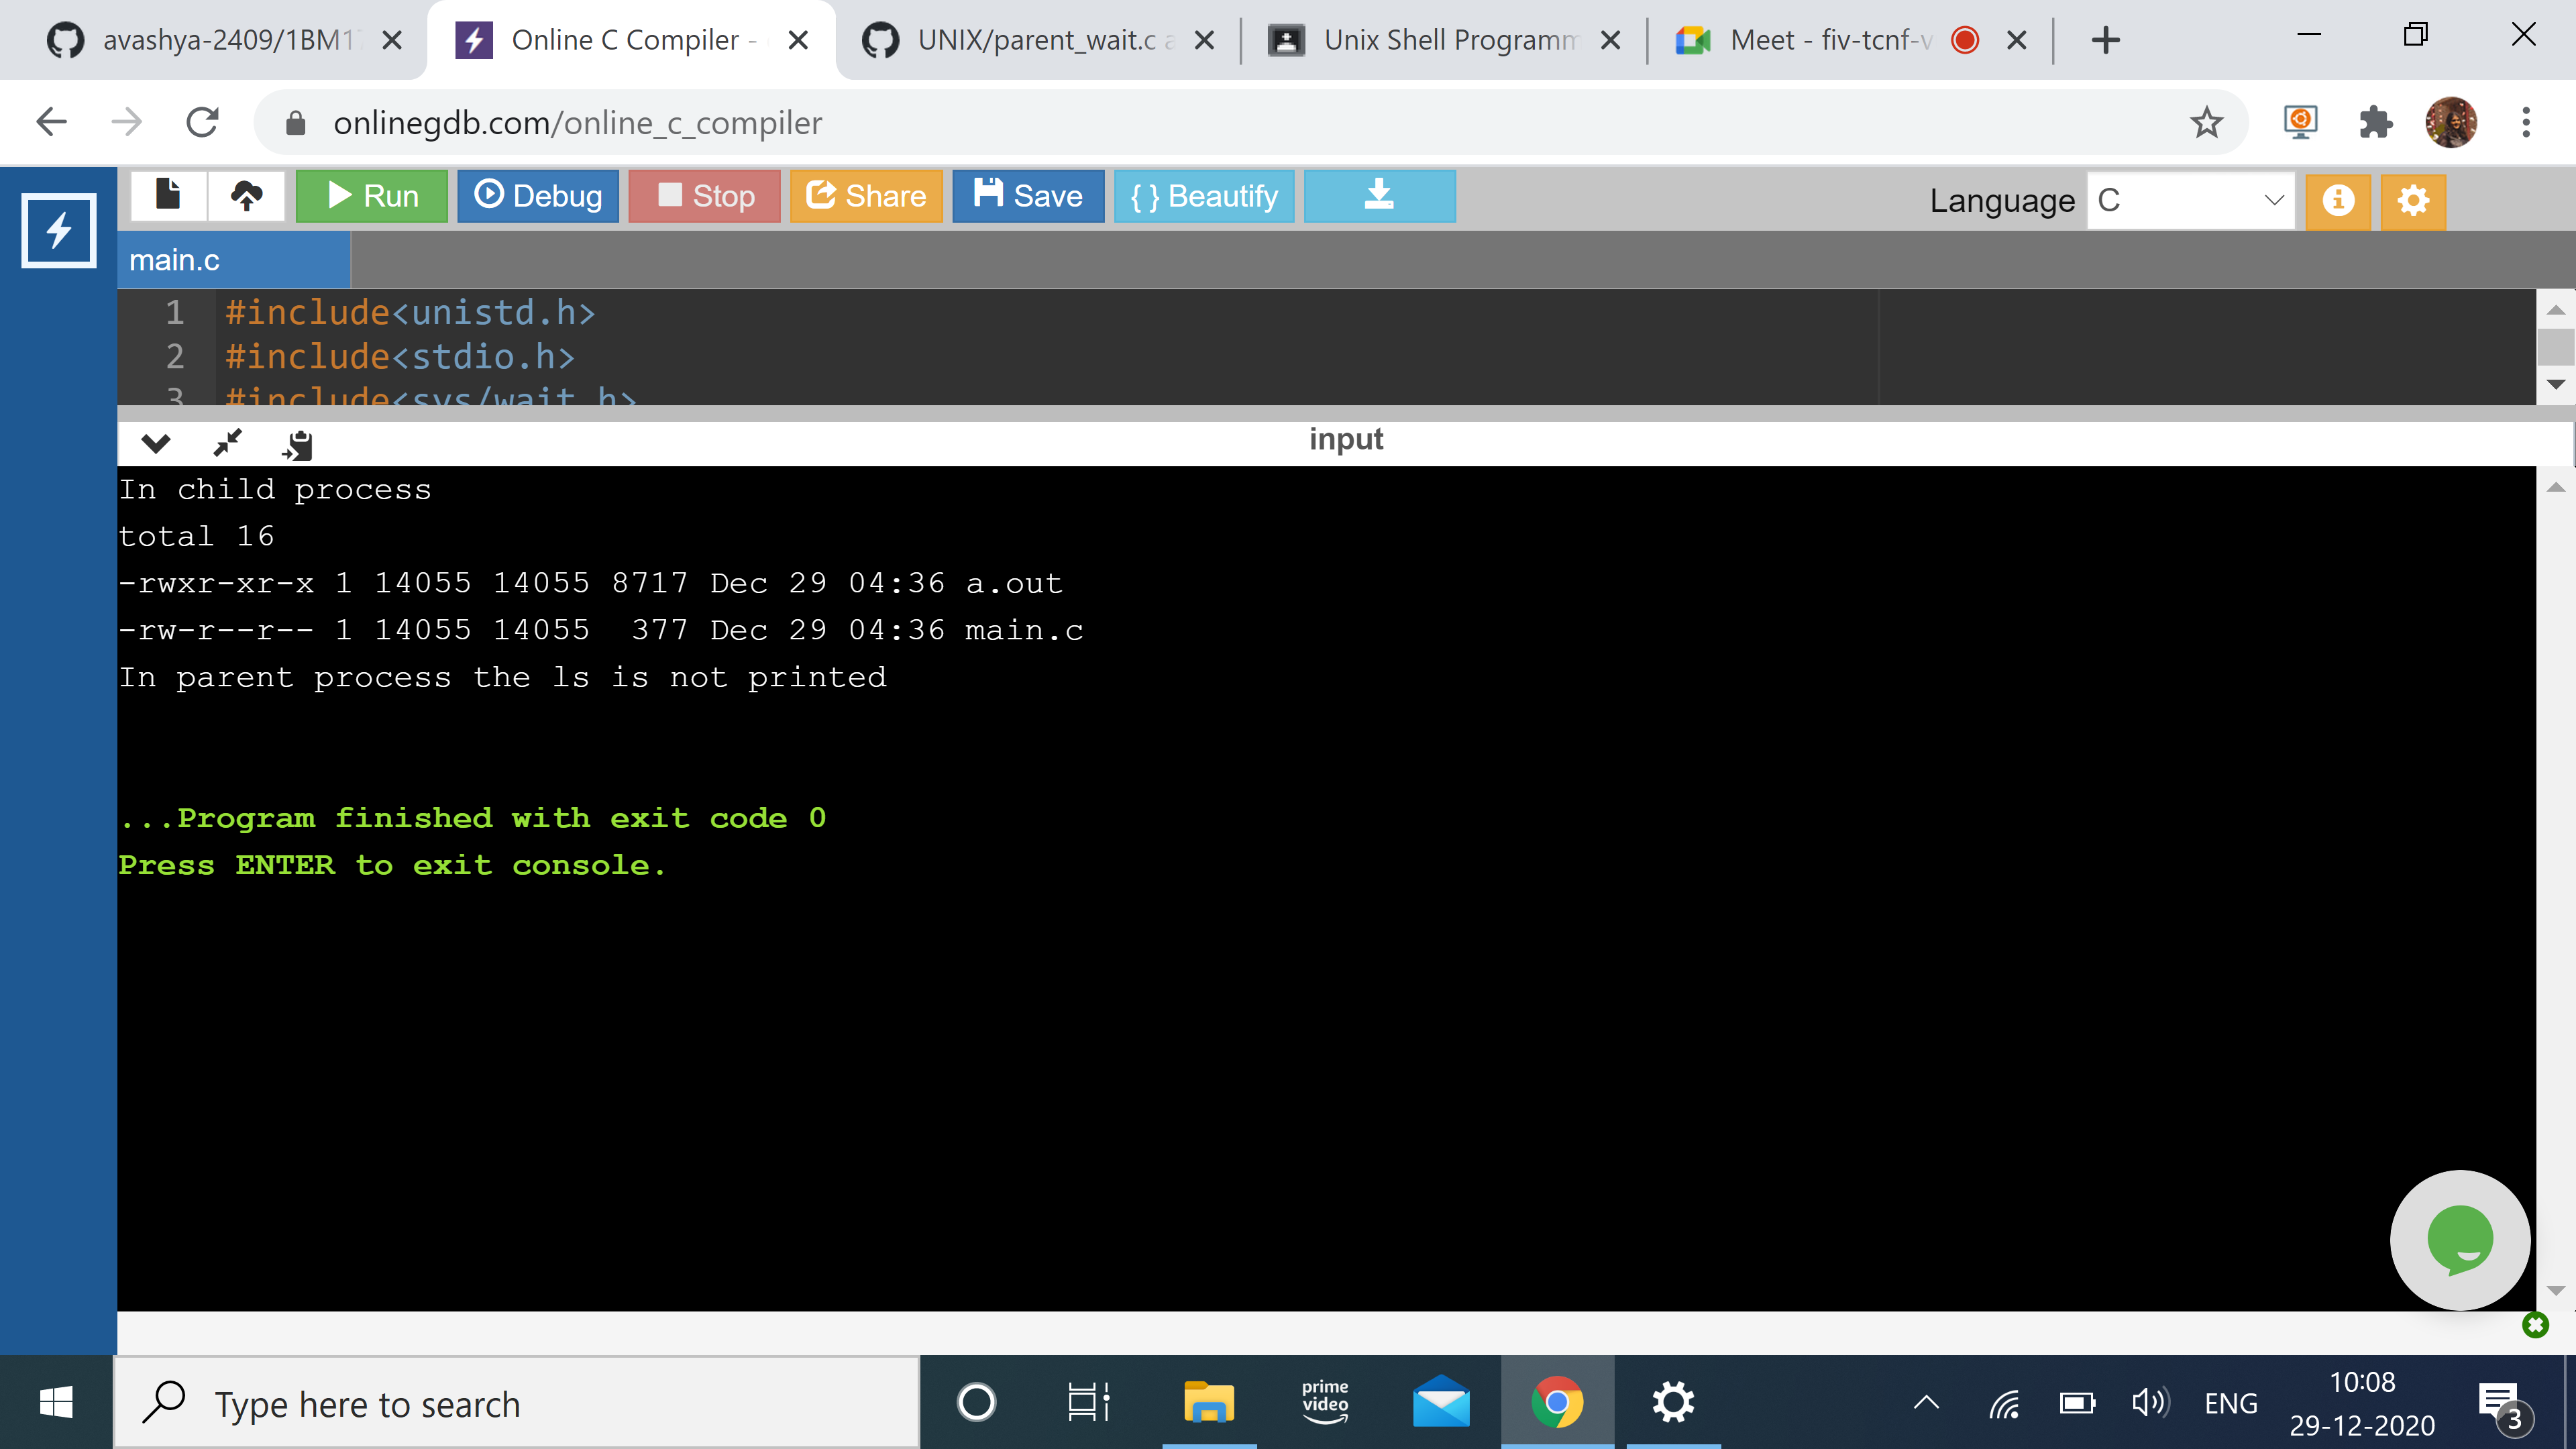 avashya-2409/1BM17
Online C Compiler -
UNIX/parent_wait.c a
Unix Shell Programm
Meet - fiv-tcnf-v
onlinegdb.com/online_c_compiler
Run
Debug
Stop
Share
Save
{ } Beautify
Language
C
main.c
1 #include<unistd.h>
2 #include<stdio.h>
3 #include<sys/wait.h>
input
In child process
total 16
-rwxr-xr-x 1 14055 14055 8717 Dec 29 04:36 a.out
-rw-r--r-- 1 14055 14055  377 Dec 29 04:36 main.c
In parent process the ls is not printed
...Program finished with exit code 0
Press ENTER to exit console.
Type here to search
prime
video
ENG
10:08
29-12-2020
3